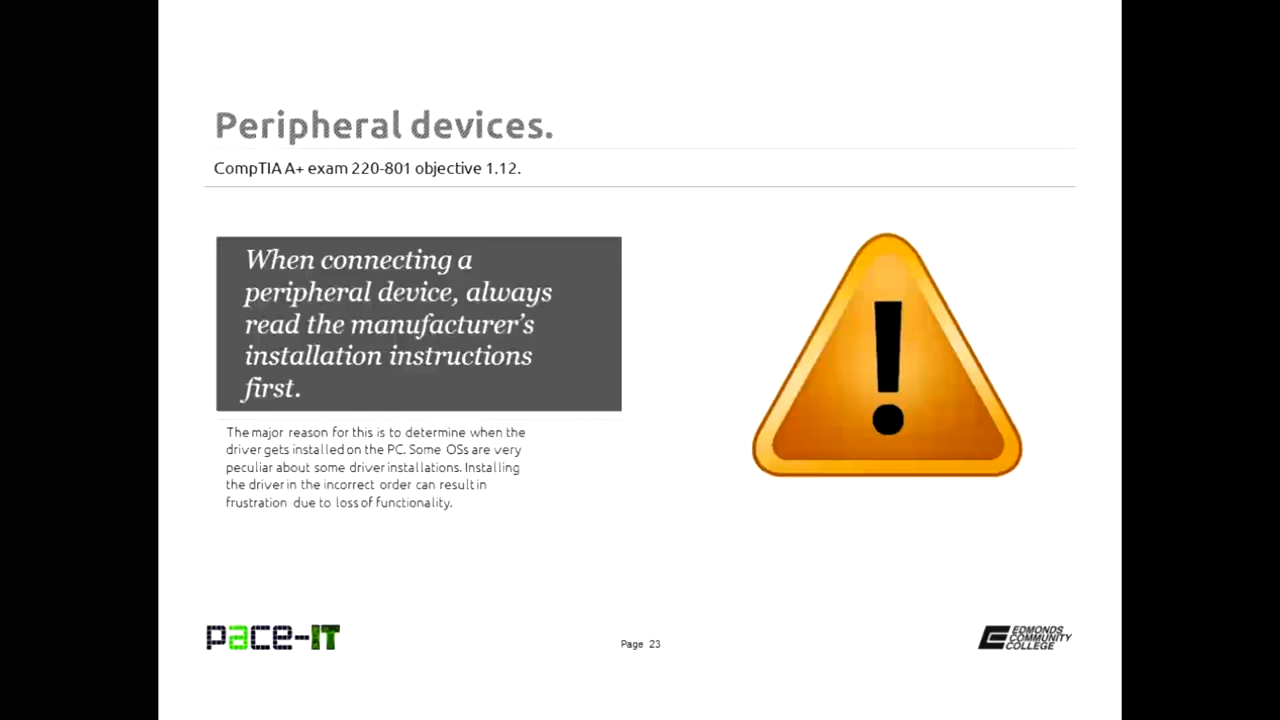 Peripheral devices.
CompTIA A+ exam 220-801 objective 1.12.
When connecting a
peripheral device, always
read the manufacturer's
installation instructions
first.
The major reason for this is to determine when the
driver gets installed on the PC. Some OSs are very
peculiar about some driver installations. Installing
the driver in the incorrect order can result in
frustration due to loss of functionality.
pace-IT
Page 23
EDMONDS
COMMUNITY
COLLEGE